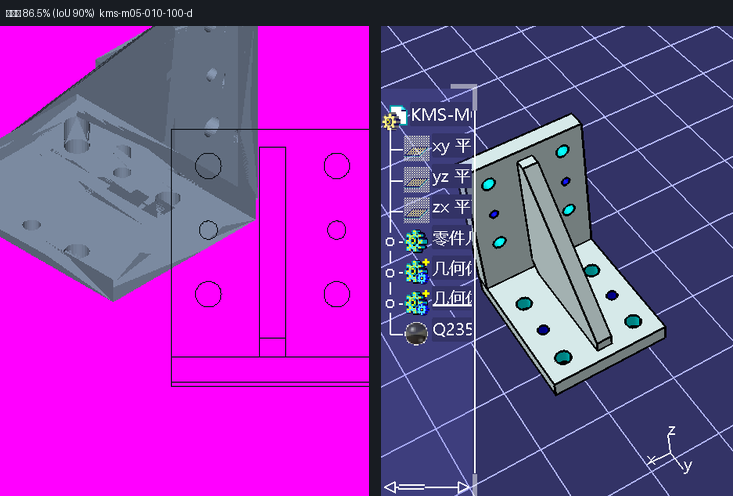 86.5% (IoU 90%) kms-m05-010-100-d
KMS-M
xy 平
yz 平
zx 平
零件
几何
几何
Q235
z
x
y